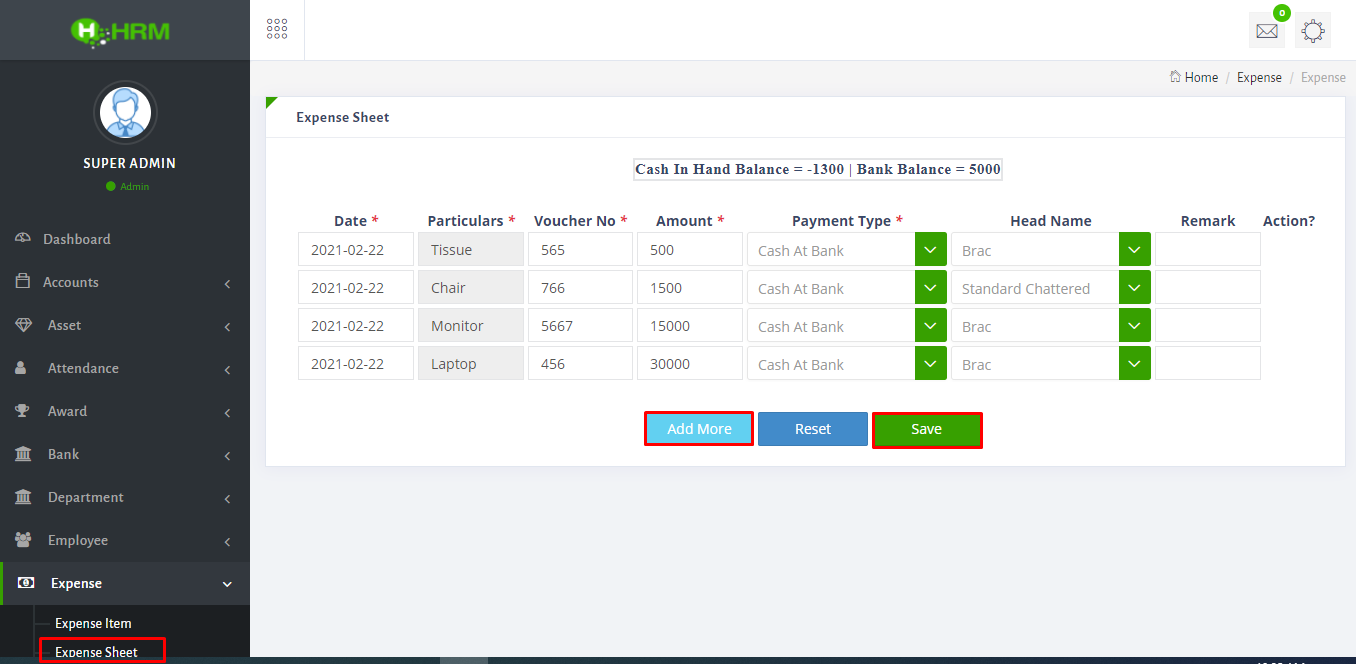 H HRM
0
Home / Expense / Expense
SUPER ADMIN
Admin
Dashboard
Accounts
Asset
Attendance
Award
Bank
Department
Employee
Expense
Expense Item
Expense Sheet
Expense Sheet
Cash In Hand Balance = -1300 | Bank Balance = 5000
Date * Particulars * Voucher No * Amount * Payment Type * Head Name Remark Action?
2021-02-22 Tissue 565 500 Cash At Bank Brac
2021-02-22 Chair 766 1500 Cash At Bank Standard Chattered
2021-02-22 Monitor 5667 15000 Cash At Bank Brac
2021-02-22 Laptop 456 30000 Cash At Bank Brac
Add More Reset Save